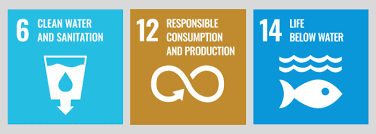 6 CLEAN WATER
AND SANITATION
12 RESPONSIBLE
CONSUMPTION
AND PRODUCTION
14 LIFE
BELOW WATER